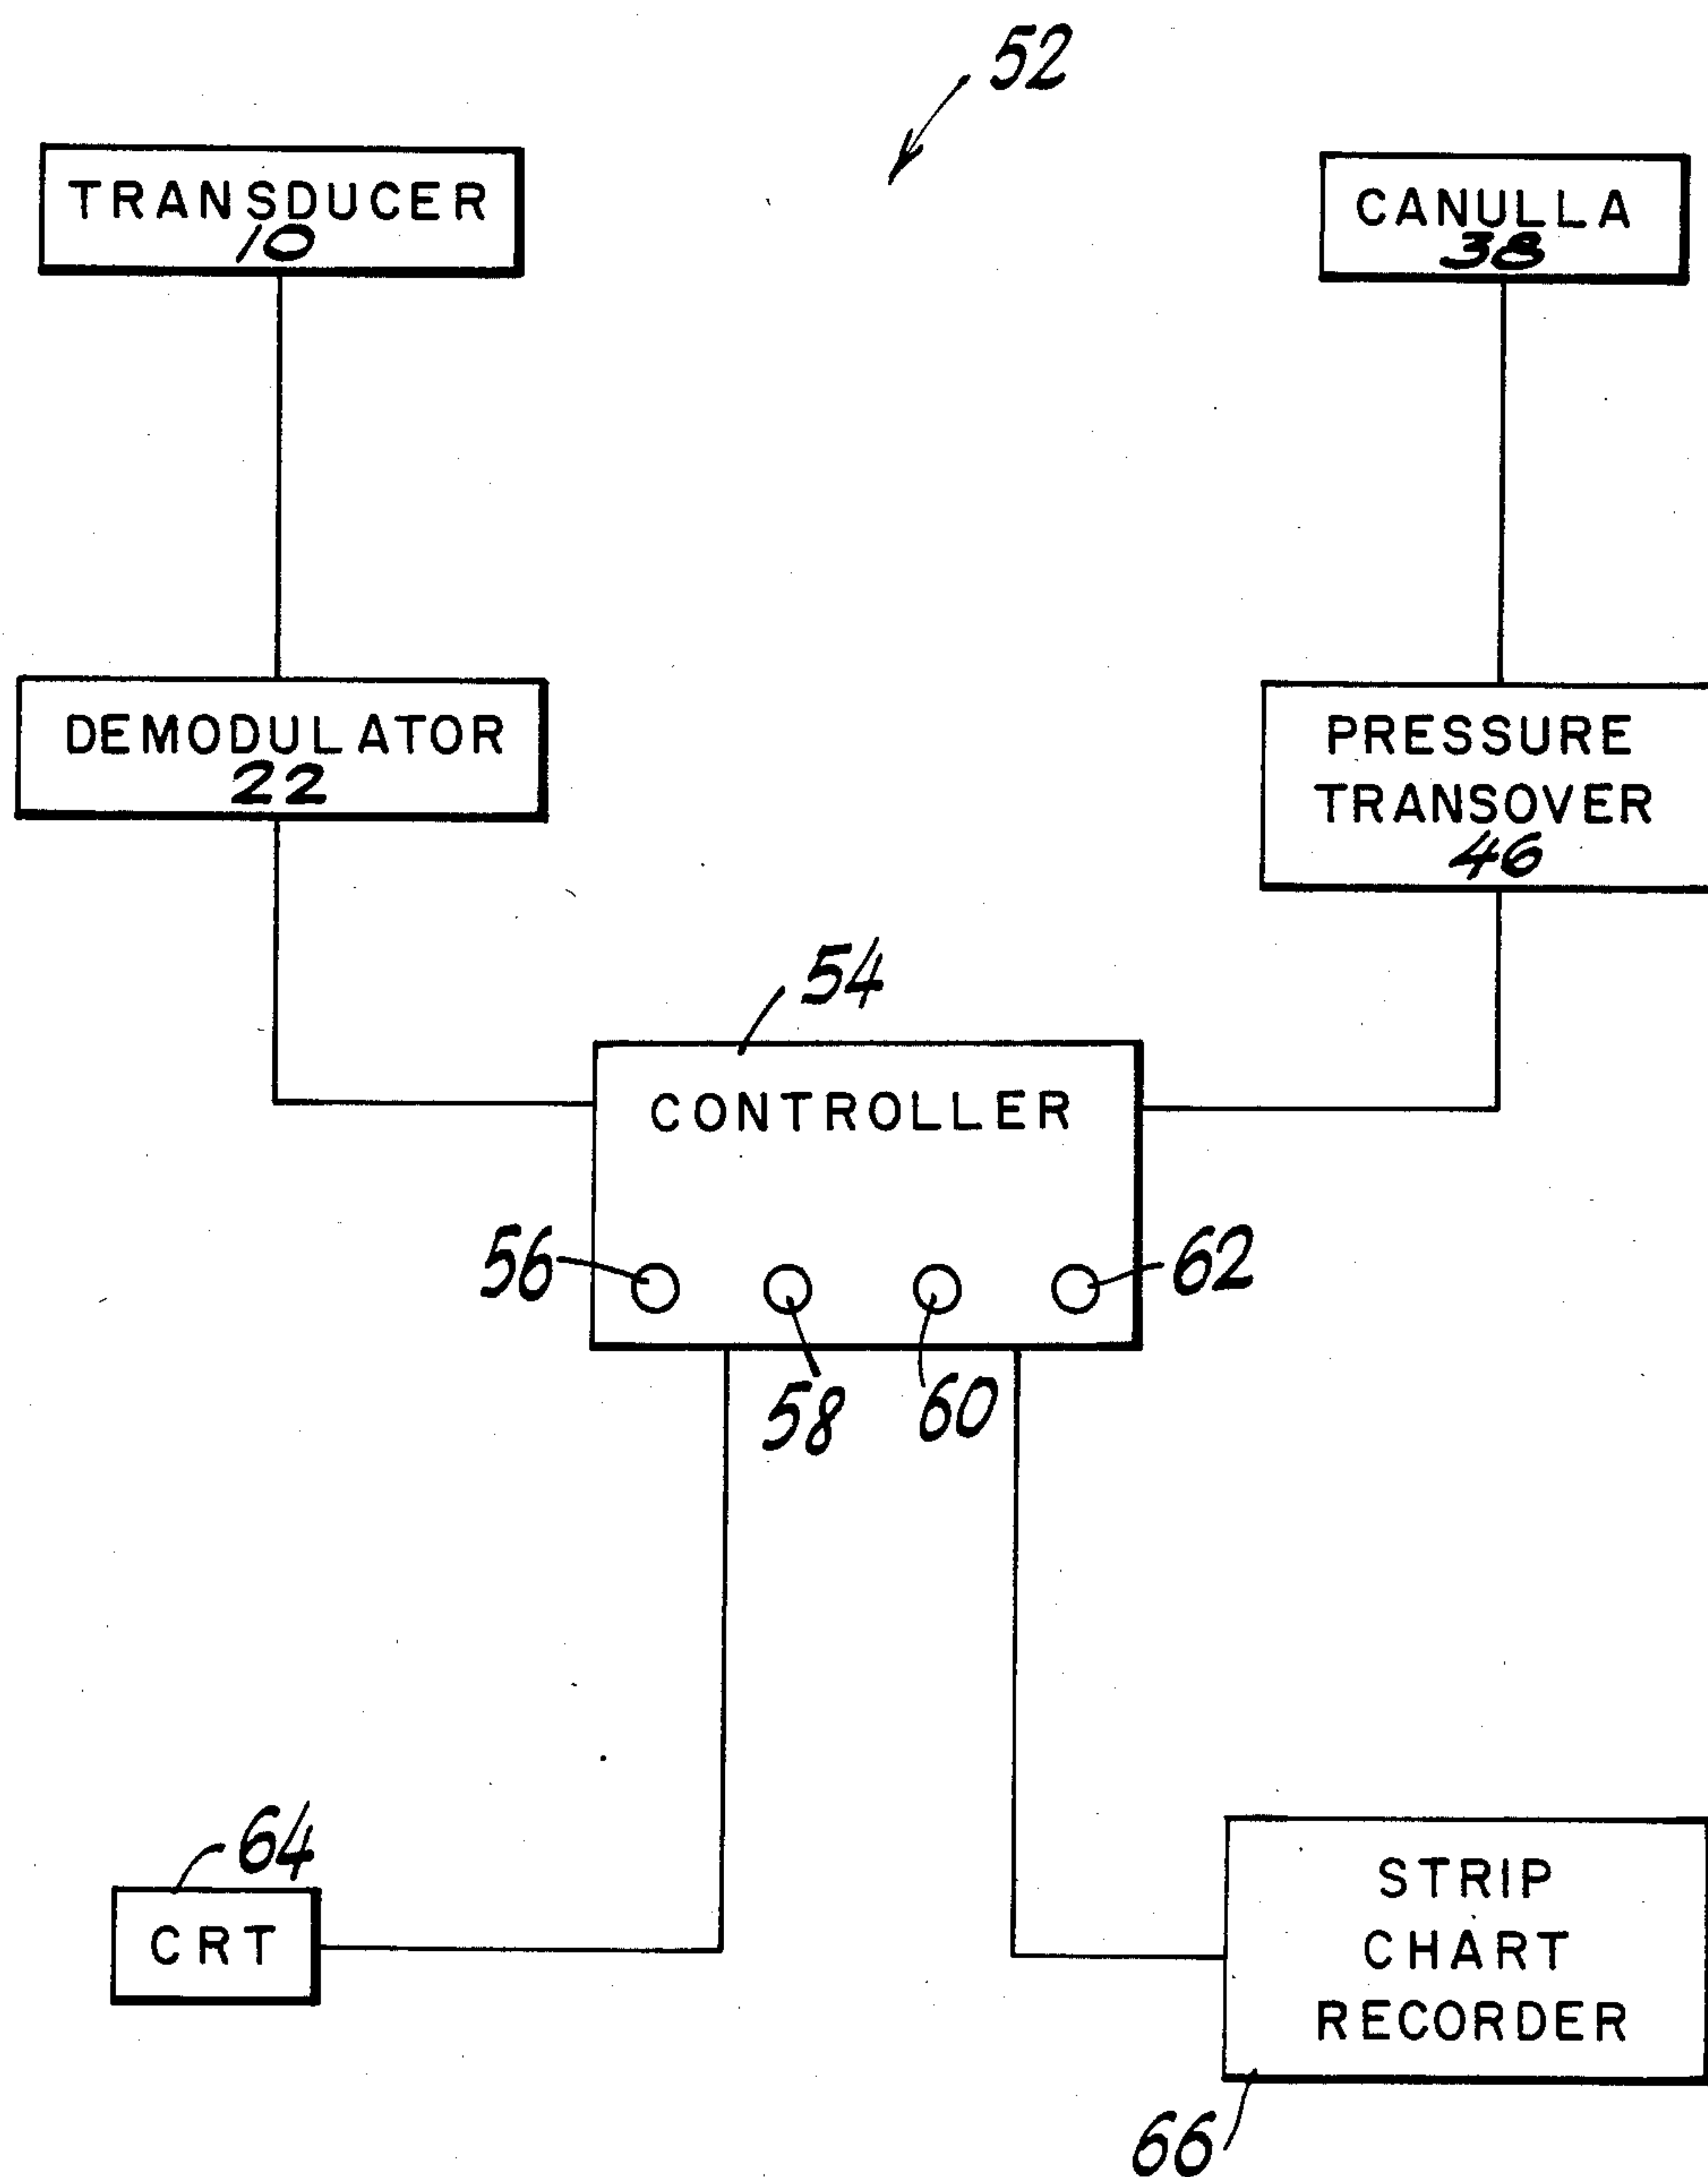 52
TRANSDUCER
10
CANULLA
38
DEMODULATOR
22
PRESSURE
TRANSOVER
46
54
CONTROLLER
56
62
58
60
64
CRT
STRIP
CHART
RECORDER
66